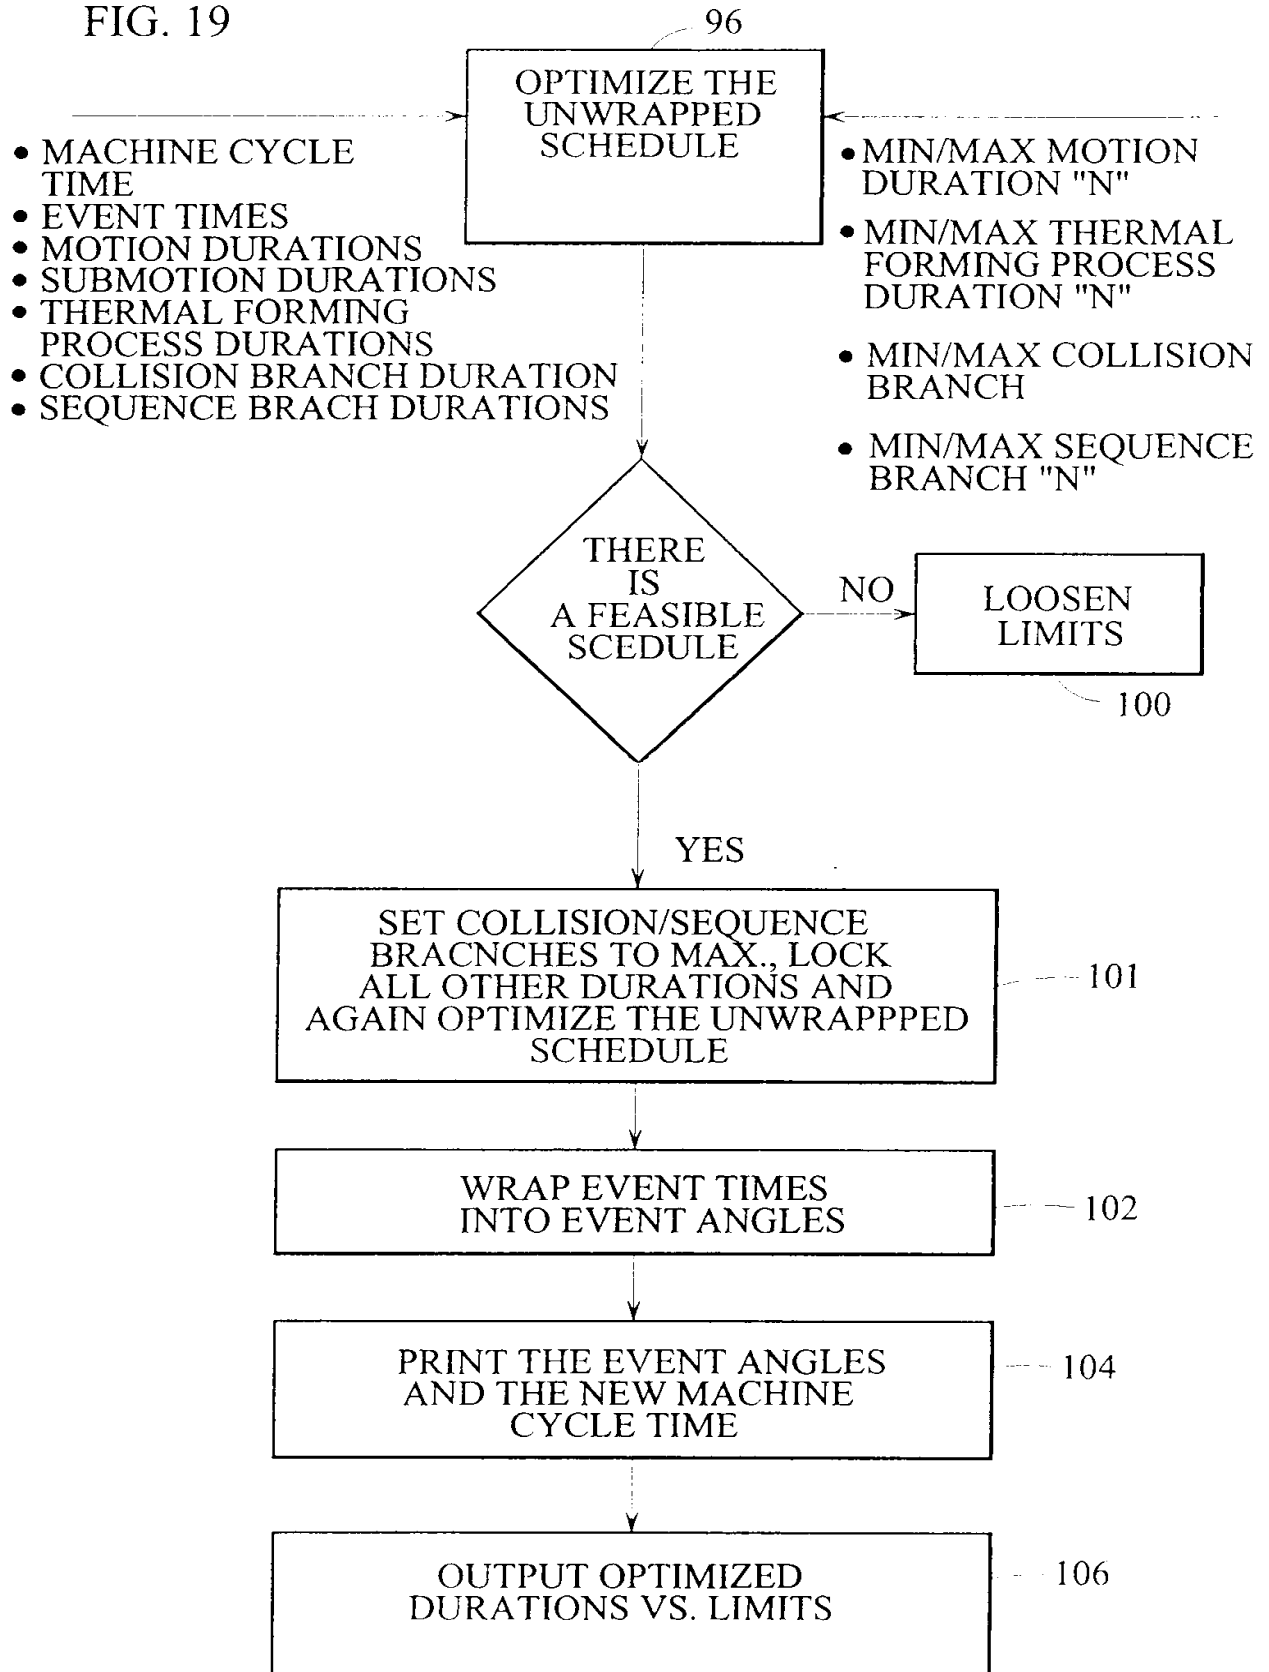 FIG. 19
96
OPTIMIZE THE
UNWRAPPED
SCHEDULE
• MACHINE CYCLE
TIME
• EVENT TIMES
• MOTION DURATIONS
• SUBMOTION DURATIONS
• THERMAL FORMING
PROCESS DURATIONS
• COLLISION BRANCH DURATION
• SEQUENCE BRACH DURATIONS
• MIN/MAX MOTION
DURATION "N"
• MIN/MAX THERMAL
FORMING PROCESS
DURATION "N"
• MIN/MAX COLLISION
BRANCH
• MIN/MAX SEQUENCE
BRANCH "N"
THERE
IS
A FEASIBLE
SCEDULE
NO
LOOSEN
LIMITS
100
YES
SET COLLISION/SEQUENCE
BRACNCHES TO MAX., LOCK
ALL OTHER DURATIONS AND
AGAIN OPTIMIZE THE UNWRAPPPED
SCHEDULE
101
WRAP EVENT TIMES
INTO EVENT ANGLES
102
PRINT THE EVENT ANGLES
AND THE NEW MACHINE
CYCLE TIME
104
OUTPUT OPTIMIZED
DURATIONS VS. LIMITS
106